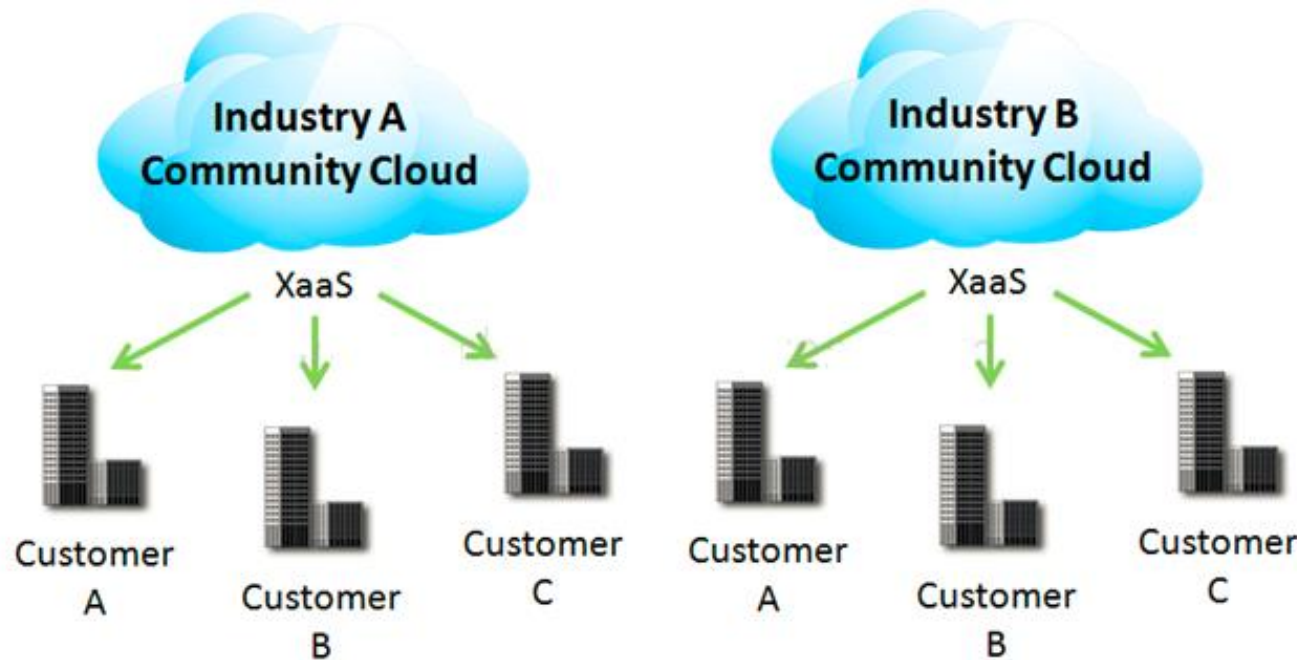 Industry A
Community Cloud
XaaS
Customer
A
Customer
B
Customer
C
Industry B
Community Cloud
XaaS
Customer
A
Customer
B
Customer
C